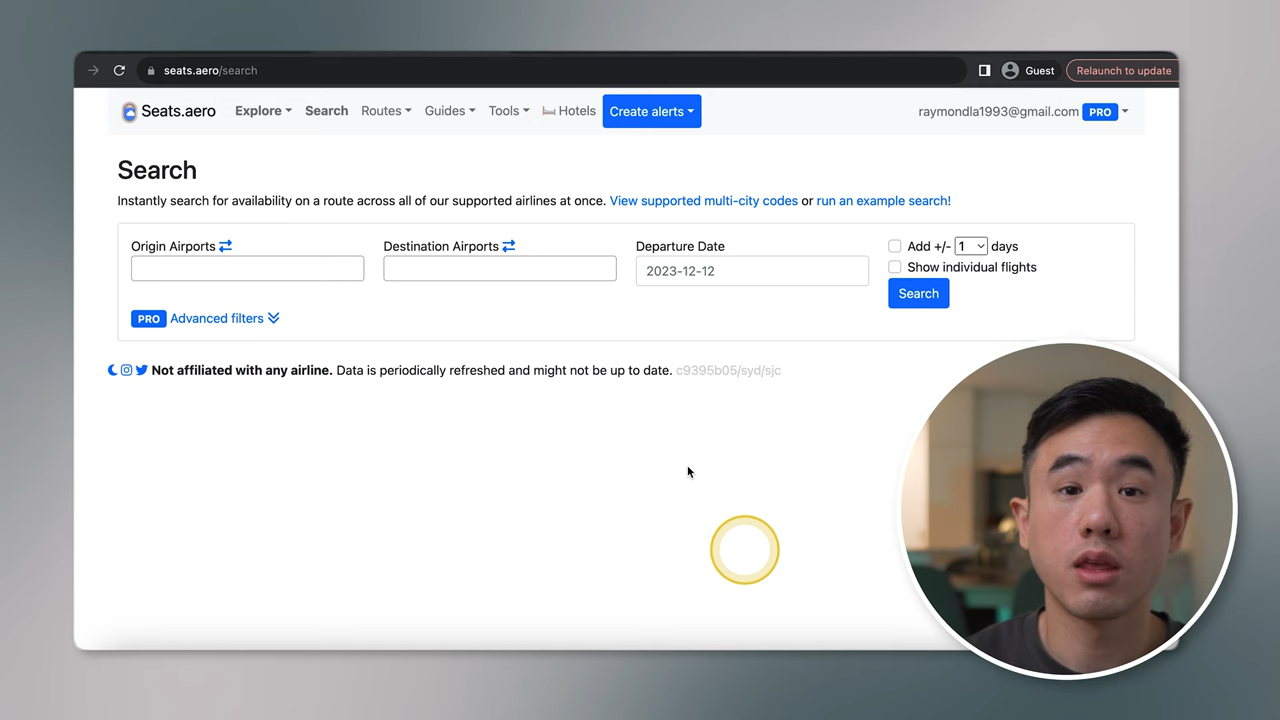 seats.aero/search
Guest
Relaunch to update
Seats.aero Explore Search Routes Guides Tools Hotels Create alerts raymondla1993@gmail.com PRO
Search
Instantly search for availability on a route across all of our supported airlines at once. View supported multi-city codes or run an example search!
Origin Airports Destination Airports Departure Date Add +/- 1 days
2023-12-12 Show individual flights
Search
PRO Advanced filters
Not affiliated with any airline. Data is periodically refreshed and might not be up to date. c9395b05/syd/sjc